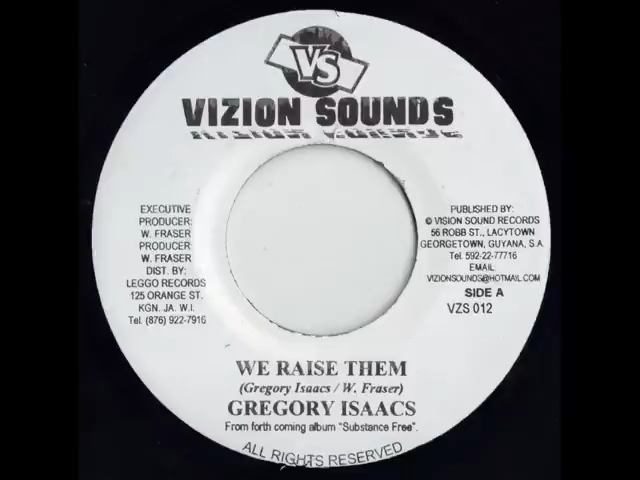 VS
VIZION SOUNDS
EXECUTIVE
PRODUCER:
W. FRASER
PRODUCER:
W. FRASER
DIST. BY:
LEGGO RECORDS
125 ORANGE ST.
KGN. JA. W.I.
Tel. (876) 922-7916
PUBLISHED BY:
© VISION SOUND RECORDS
56 ROBB ST., LACYTOWN
GEORGETOWN, GUYANA, S.A.
Tel. 592-22-77716
EMAIL:
VIZIONSOUNDS@HOTMAIL.COM
SIDE A
VZS 012
WE RAISE THEM
(Gregory Isaacs / W. Fraser)
GREGORY ISAACS
From forth coming album "Substance Free".
ALL RIGHTS RESERVED